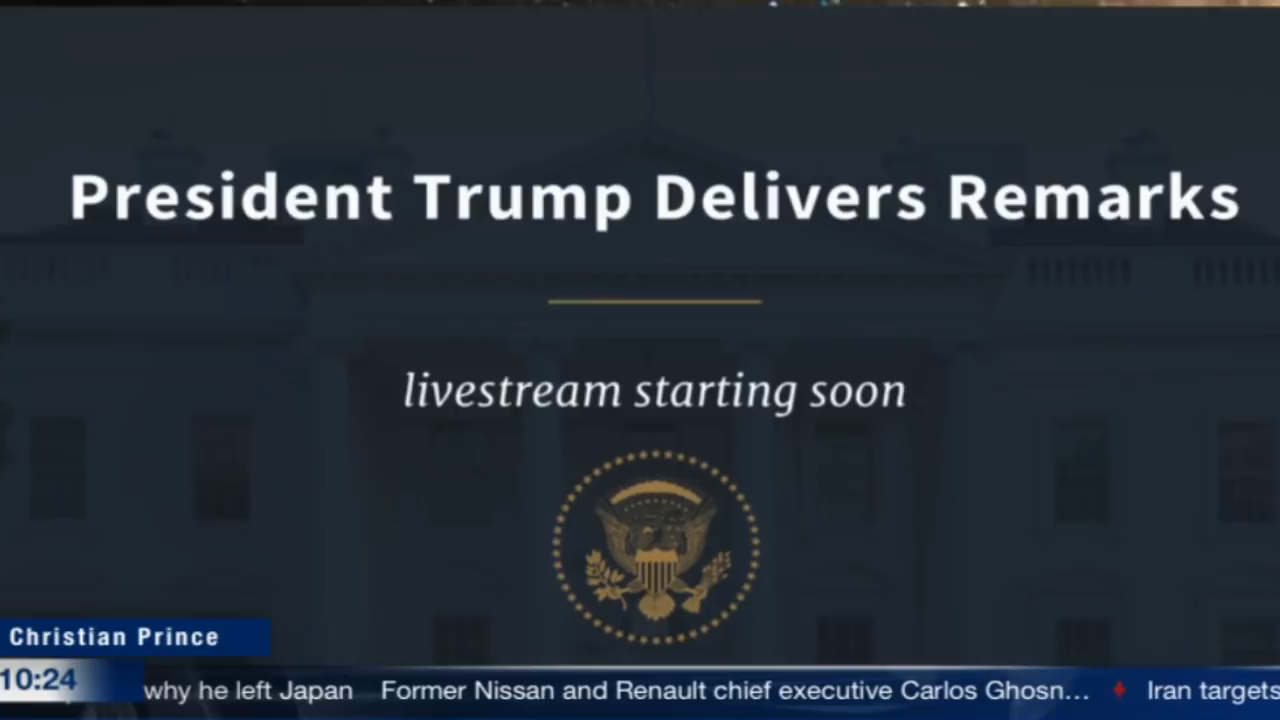 President Trump Delivers Remarks
livestream starting soon
Christian Prince
10:24
why he left Japan Former Nissan and Renault chief executive Carlos Ghosn... Iran targets